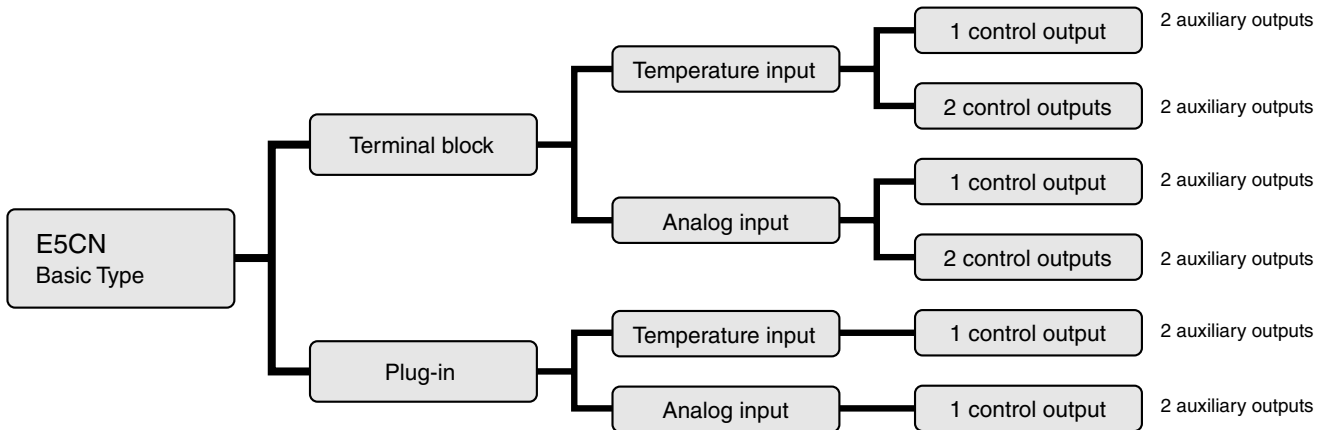 E5CN
Basic Type
Terminal block
Temperature input
1 control output
2 auxiliary outputs
2 control outputs
2 auxiliary outputs
Analog input
1 control output
2 auxiliary outputs
2 control outputs
2 auxiliary outputs
Plug-in
Temperature input
1 control output
2 auxiliary outputs
Analog input
1 control output
2 auxiliary outputs